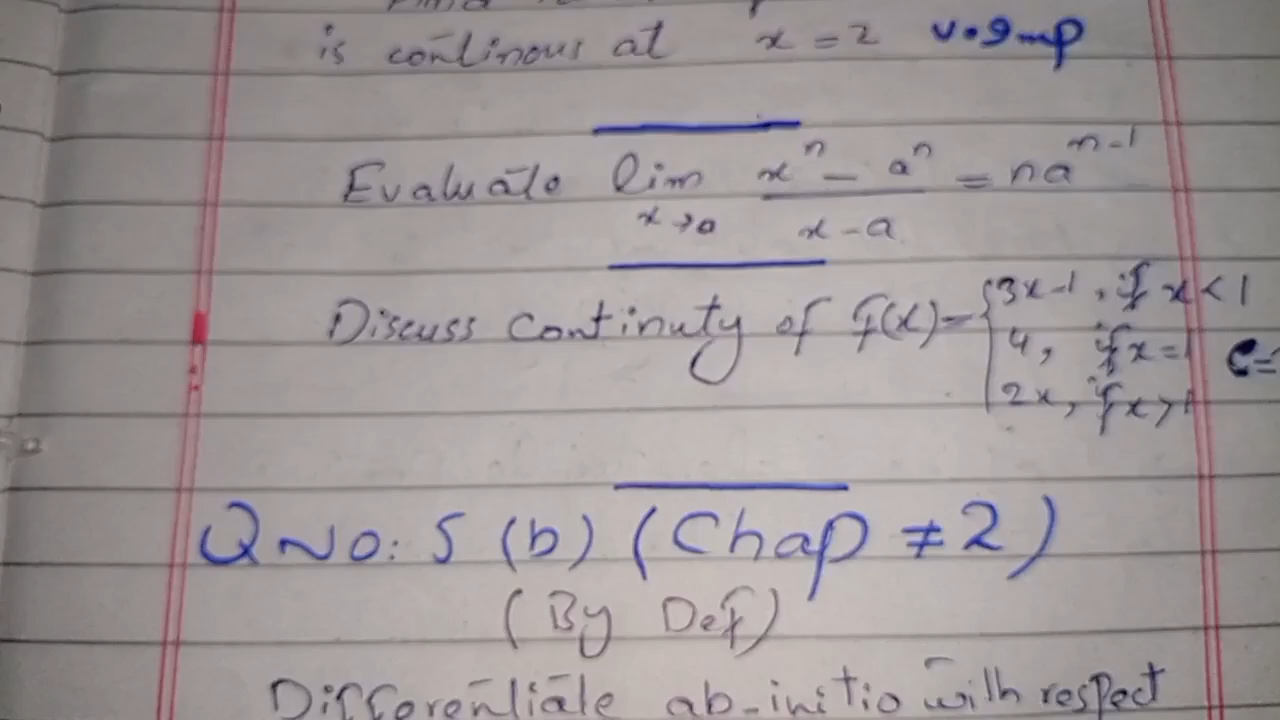 is continous at x = 2 v.Imp
Evaluate lim x→a xⁿ - aⁿ / x - a = naⁿ⁻¹
Discuss Continuty of f(x) = { 3x-1, if x < 1
4, if x = 1 c=
2x, if x > 1
Q No: 5 (b) (Chap # 2)
(By Def)
Differentiate ab-initio with respect